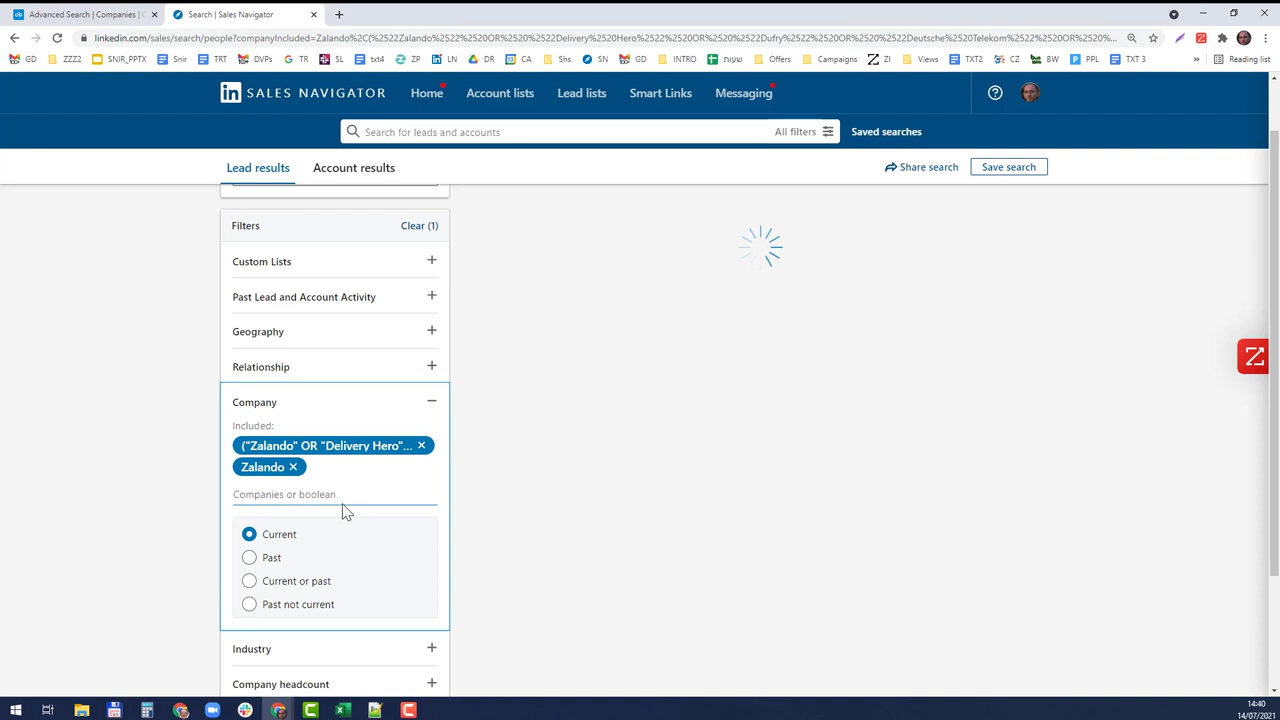 Advanced Search | Companies | C
Search | Sales Navigator
linkedin.com/sales/search/people?companyIncluded=Zalando%2C(%2522Zalando%2522%2520OR%2520%2522Delivery%2520Hero%2522%2520OR%2520%2522Dufry%2522%2520OR%2520%2522Deutsche%2520Telekom%2522%2520OR%2520%...
GD ZZZ2 SNIR_PPTX Snir TRT DVPs TR SL txt4 ZP LN DR CA Shs SN GD INTRO שעות Offers Campaigns ZI Views TXT2 CZ BW PPL TXT 3 » Reading list
in SALES NAVIGATOR Home Account lists Lead lists Smart Links Messaging
Search for leads and accounts All filters Saved searches
Lead results Account results Share search Save search
Filters Clear (1)
Custom Lists
Past Lead and Account Activity
Geography
Relationship
Company
Included:
("Zalando" OR "Delivery Hero"...
Zalando
Companies or boolean
Current
Past
Current or past
Past not current
Industry
Company headcount
14:40
14/07/2021